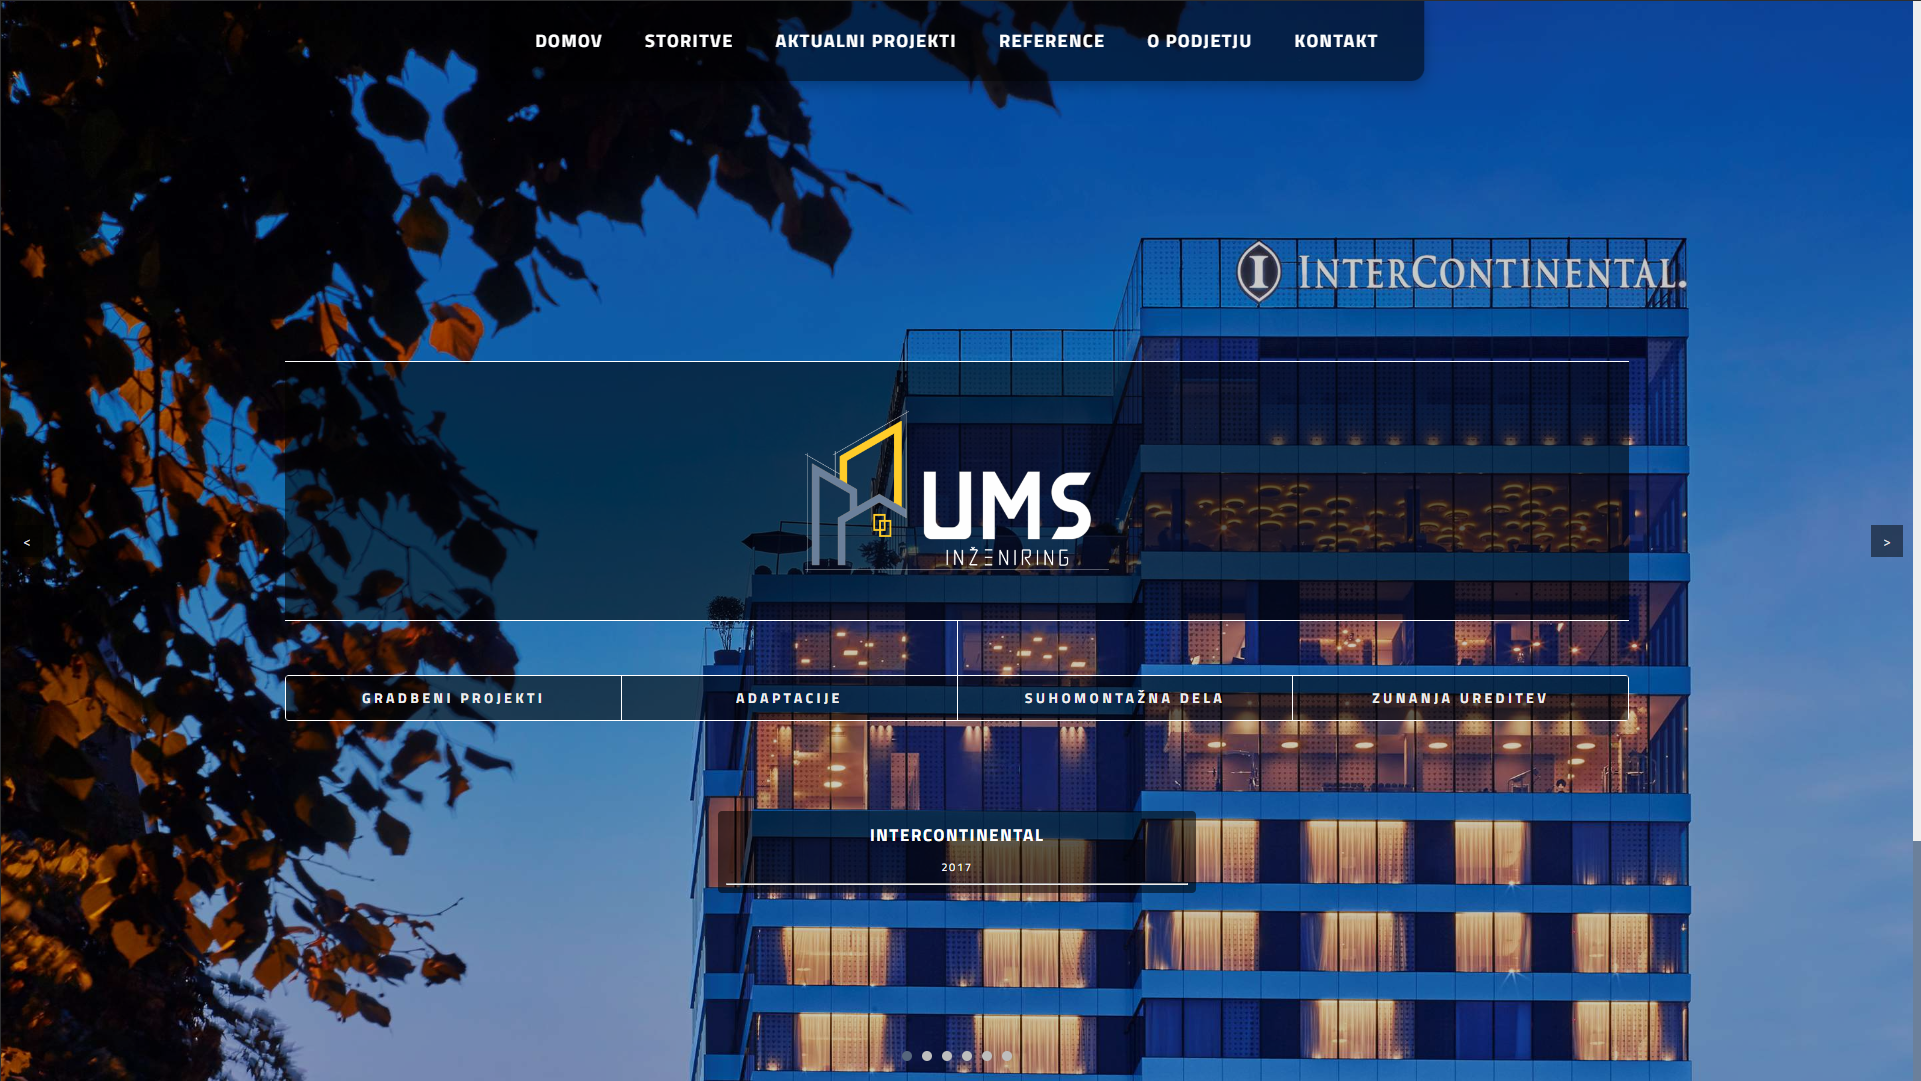 DOMOV STORITVE AKTUALNI PROJEKTI REFERENCE O PODJETJU KONTAKT
I INTERCONTINENTAL.
UMS
INŽENIRING
< >
GRADBENI PROJEKTI ADAPTACIJE SUHOMONTAŽNA DELA ZUNANJA UREDITEV
INTERCONTINENTAL
2017